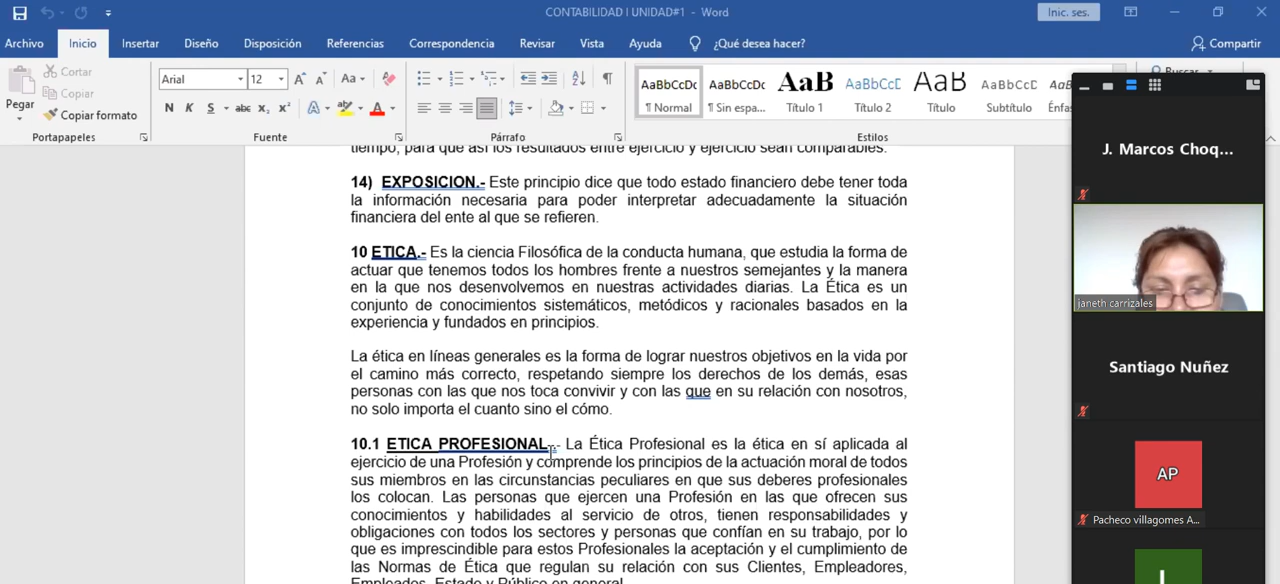 CONTABILIDAD I UNIDAD#1 - Word
Inic. ses.
Archivo Inicio Insertar Diseño Disposición Referencias Correspondencia Revisar Vista Ayuda ¿Qué desea hacer? Compartir
Pegar
Cortar
Copiar
Copiar formato
Portapapeles
Arial 12
N K S abc x₂ x²
Fuente
Párrafo
AaBbCcDc ¶ Normal
AaBbCcDc ¶ Sin espa...
AaB Título 1
AaBbCcE Título 2
AaB Título
AaBbCcD Subtítulo
Estilos
Buscar
tiempo, para que así los resultados entre ejercicio y ejercicio sean comparables.
14) EXPOSICION.- Este principio dice que todo estado financiero debe tener toda
la información necesaria para poder interpretar adecuadamente la situación
financiera del ente al que se refieren.
10 ETICA.- Es la ciencia Filosófica de la conducta humana, que estudia la forma de
actuar que tenemos todos los hombres frente a nuestros semejantes y la manera
en la que nos desenvolvemos en nuestras actividades diarias. La Ética es un
conjunto de conocimientos sistemáticos, metódicos y racionales basados en la
experiencia y fundados en principios.
La ética en líneas generales es la forma de lograr nuestros objetivos en la vida por
el camino más correcto, respetando siempre los derechos de los demás, esas
personas con las que nos toca convivir y con las que en su relación con nosotros,
no solo importa el cuanto sino el cómo.
10.1 ETICA PROFESIONAL.- La Ética Profesional es la ética en sí aplicada al
ejercicio de una Profesión y comprende los principios de la actuación moral de todos
sus miembros en las circunstancias peculiares en que sus deberes profesionales
los colocan. Las personas que ejercen una Profesión en las que ofrecen sus
conocimientos y habilidades al servicio de otros, tienen responsabilidades y
obligaciones con todos los sectores y personas que confían en su trabajo, por lo
que es imprescindible para estos Profesionales la aceptación y el cumplimiento de
las Normas de Ética que regulan su relación con sus Clientes, Empleadores,
Empleados, Estado y Público en general.
J. Marcos Choq...
janeth carrizales
Santiago Nuñez
AP
Pacheco villagomes A...